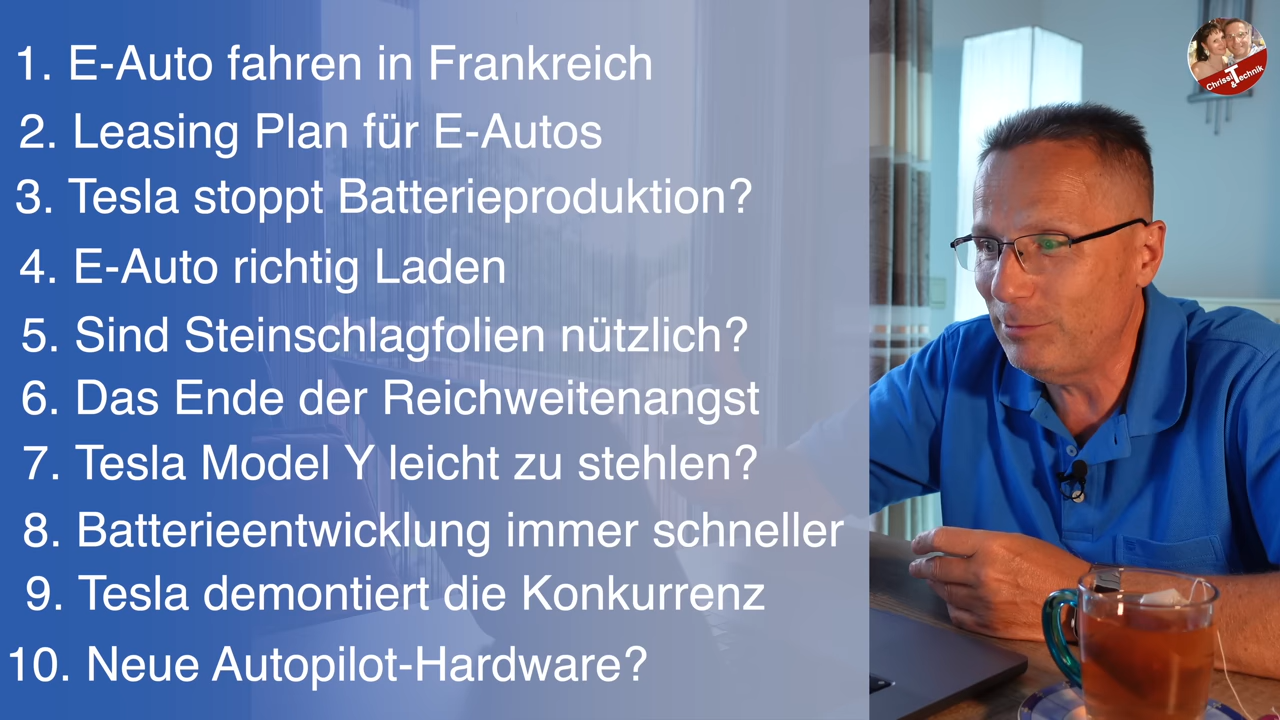 1. E-Auto fahren in Frankreich
2. Leasing Plan für E-Autos
3. Tesla stoppt Batterieproduktion?
4. E-Auto richtig Laden
5. Sind Steinschlagfolien nützlich?
6. Das Ende der Reichweitenangst
7. Tesla Model Y leicht zu stehlen?
8. Batterieentwicklung immer schneller
9. Tesla demontiert die Konkurrenz
10. Neue Autopilot-Hardware?
Chrissi
& Technik